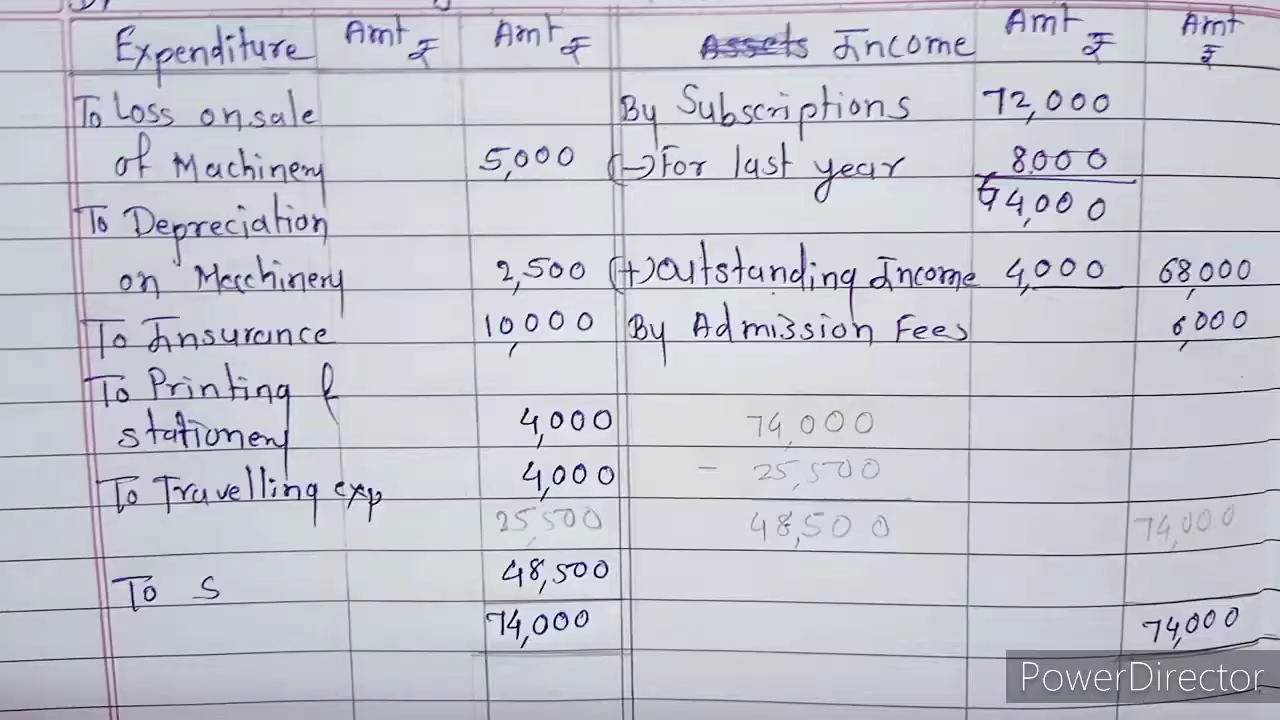 Expenditure Amt ₹ Amt ₹ Assets Income Amt ₹ Amt ₹
To Loss on sale By Subscriptions 72,000
of Machinery 5,000 (-) For last year 8,000
To Depreciation 64,000
on Macchinery 2,500 (+) Outstanding Income 4,000 68,000
To Insurance 10,000 By Admission Fees 6,000
To Printing &
stationery 4,000 74,000
To Travelling exp 4,000 - 25,500
25,500 48,500 74,000
To S 48,500
74,000 74,000
PowerDirector